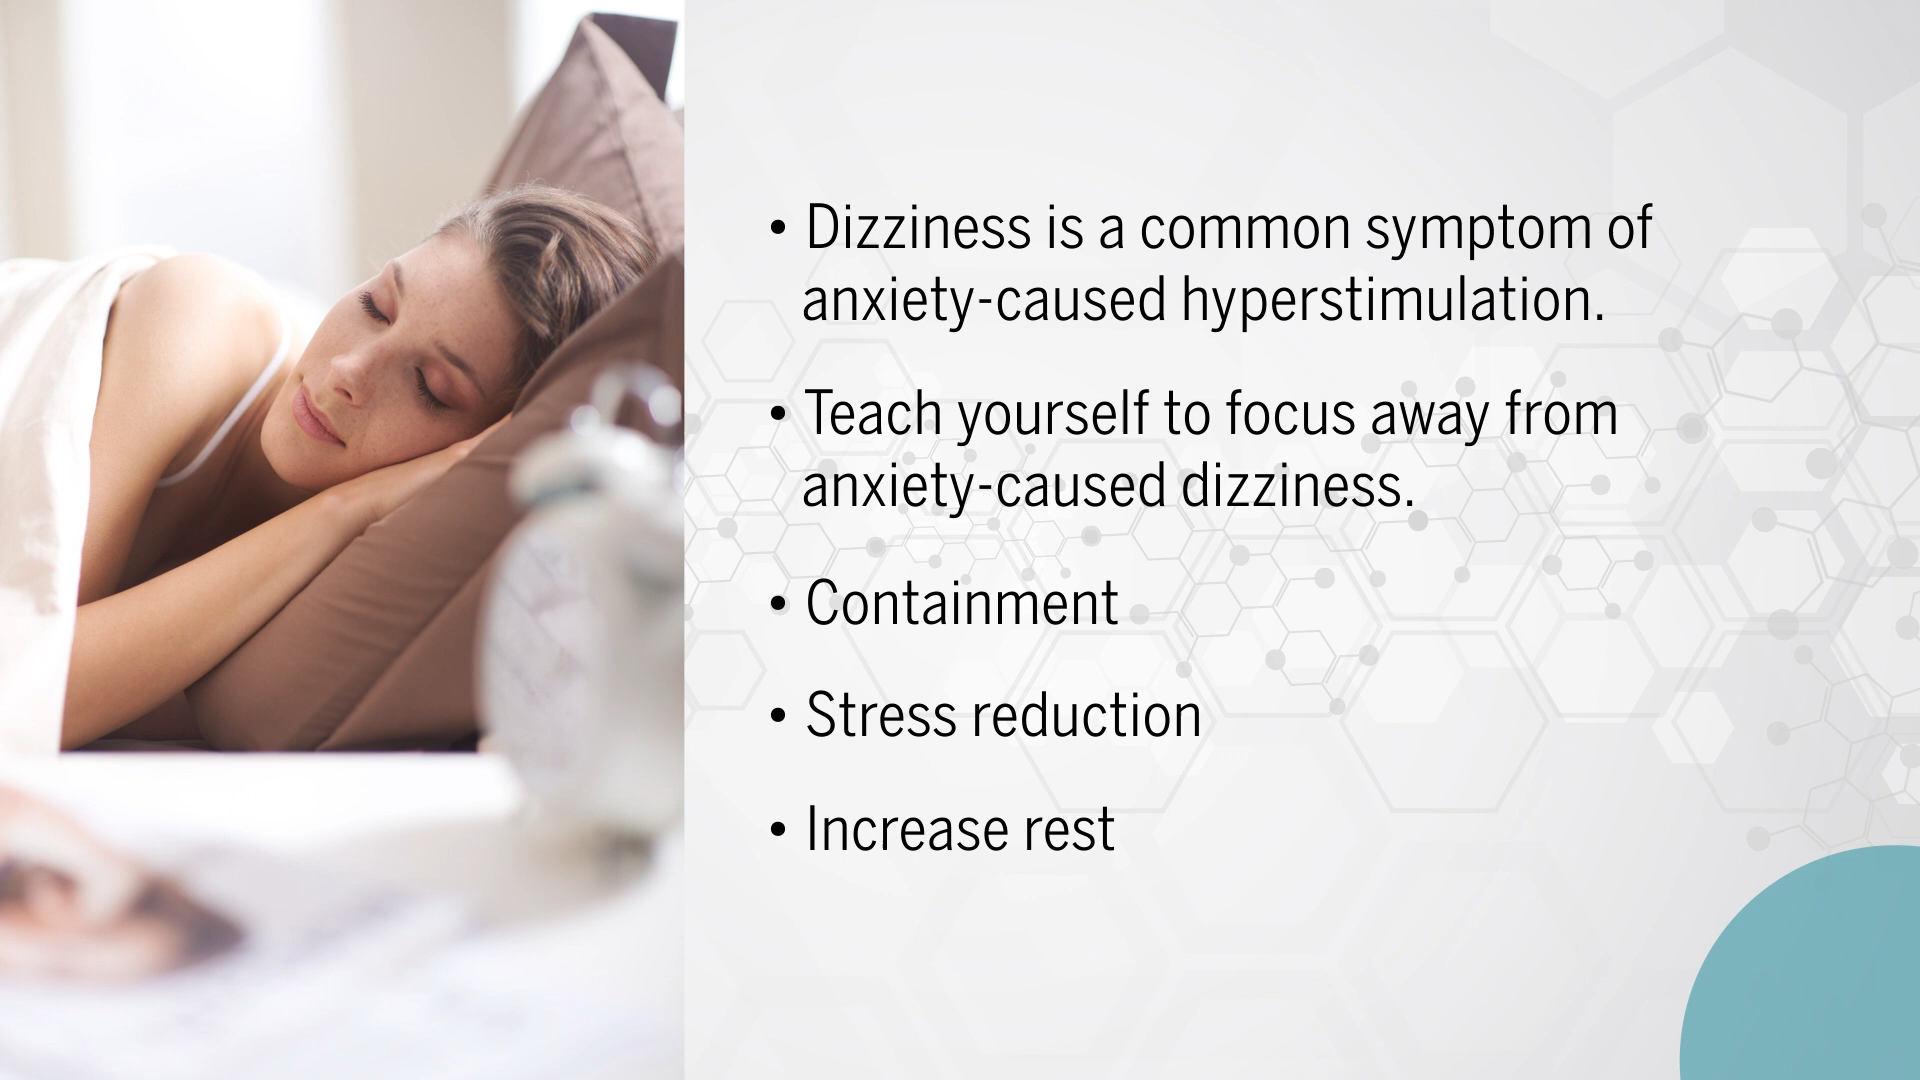 • Dizziness is a common symptom of
anxiety-caused hyperstimulation.
• Teach yourself to focus away from
anxiety-caused dizziness.
• Containment
• Stress reduction
• Increase rest